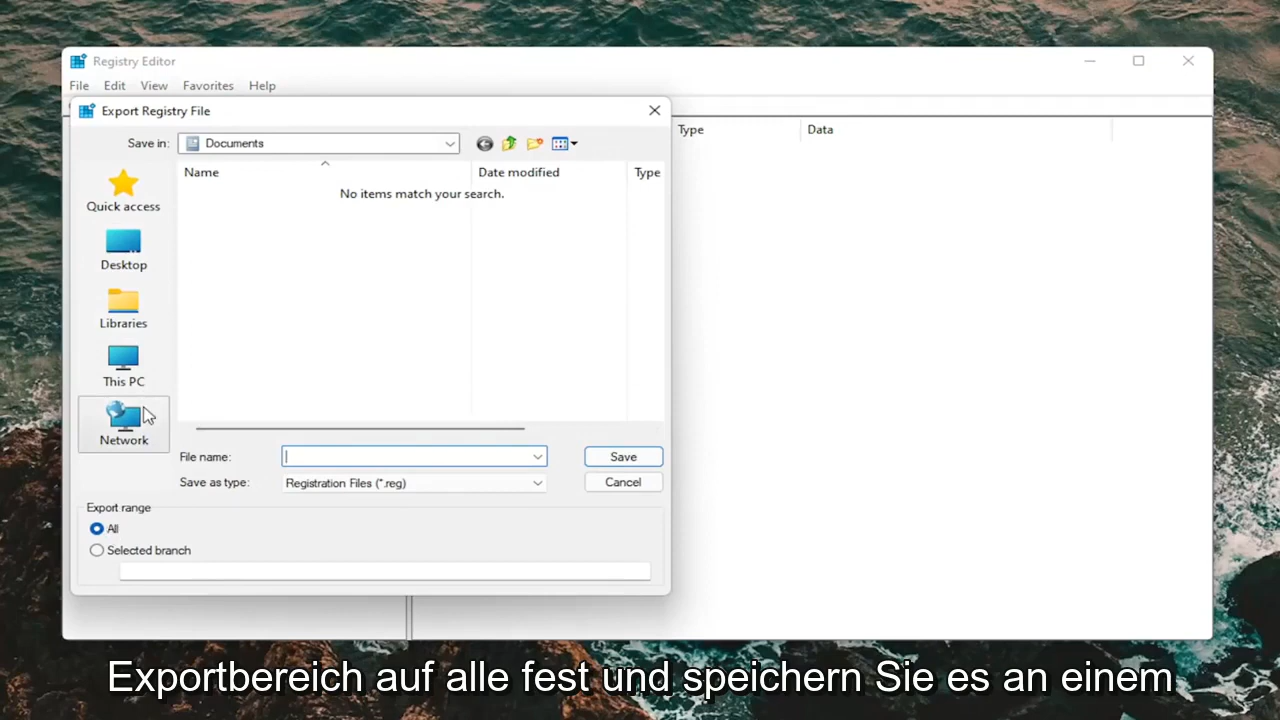 Registry Editor
File Edit View Favorites Help
Export Registry File
Save in: Documents
Type Data
Name Date modified Type
No items match your search.
Quick access
Desktop
Libraries
This PC
Network
File name: Save
Save as type: Registration Files (*.reg) Cancel
Export range
All
Selected branch
Exportbereich auf alle fest und speichern Sie es an einem